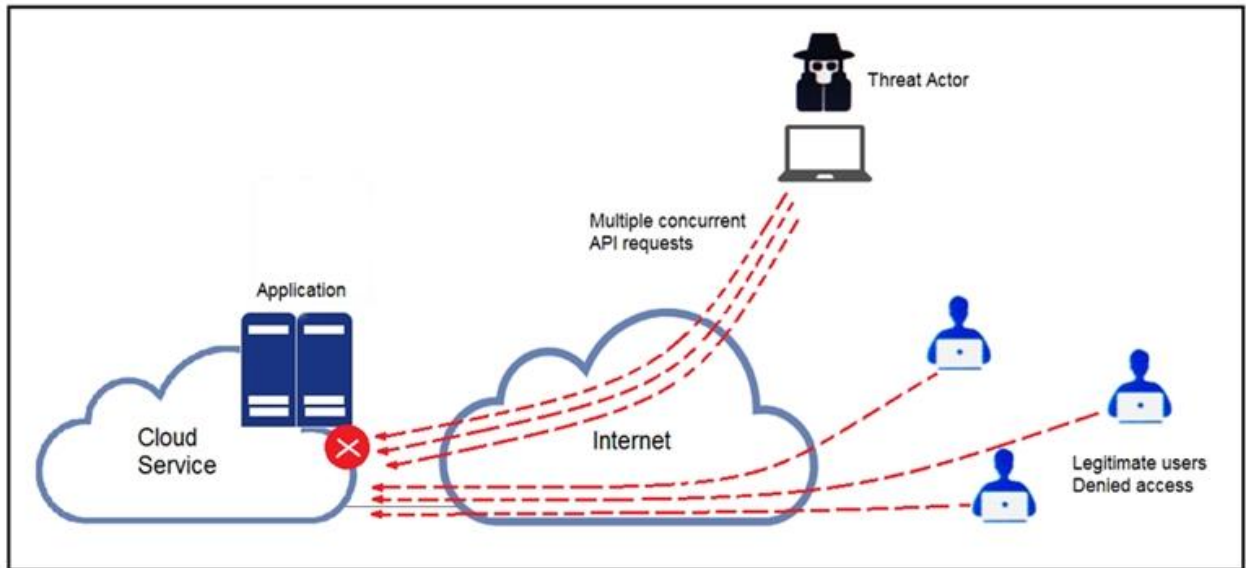 Threat Actor
Multiple concurrent
API requests
Application
Cloud
Service
Internet
Legitimate users
Denied access